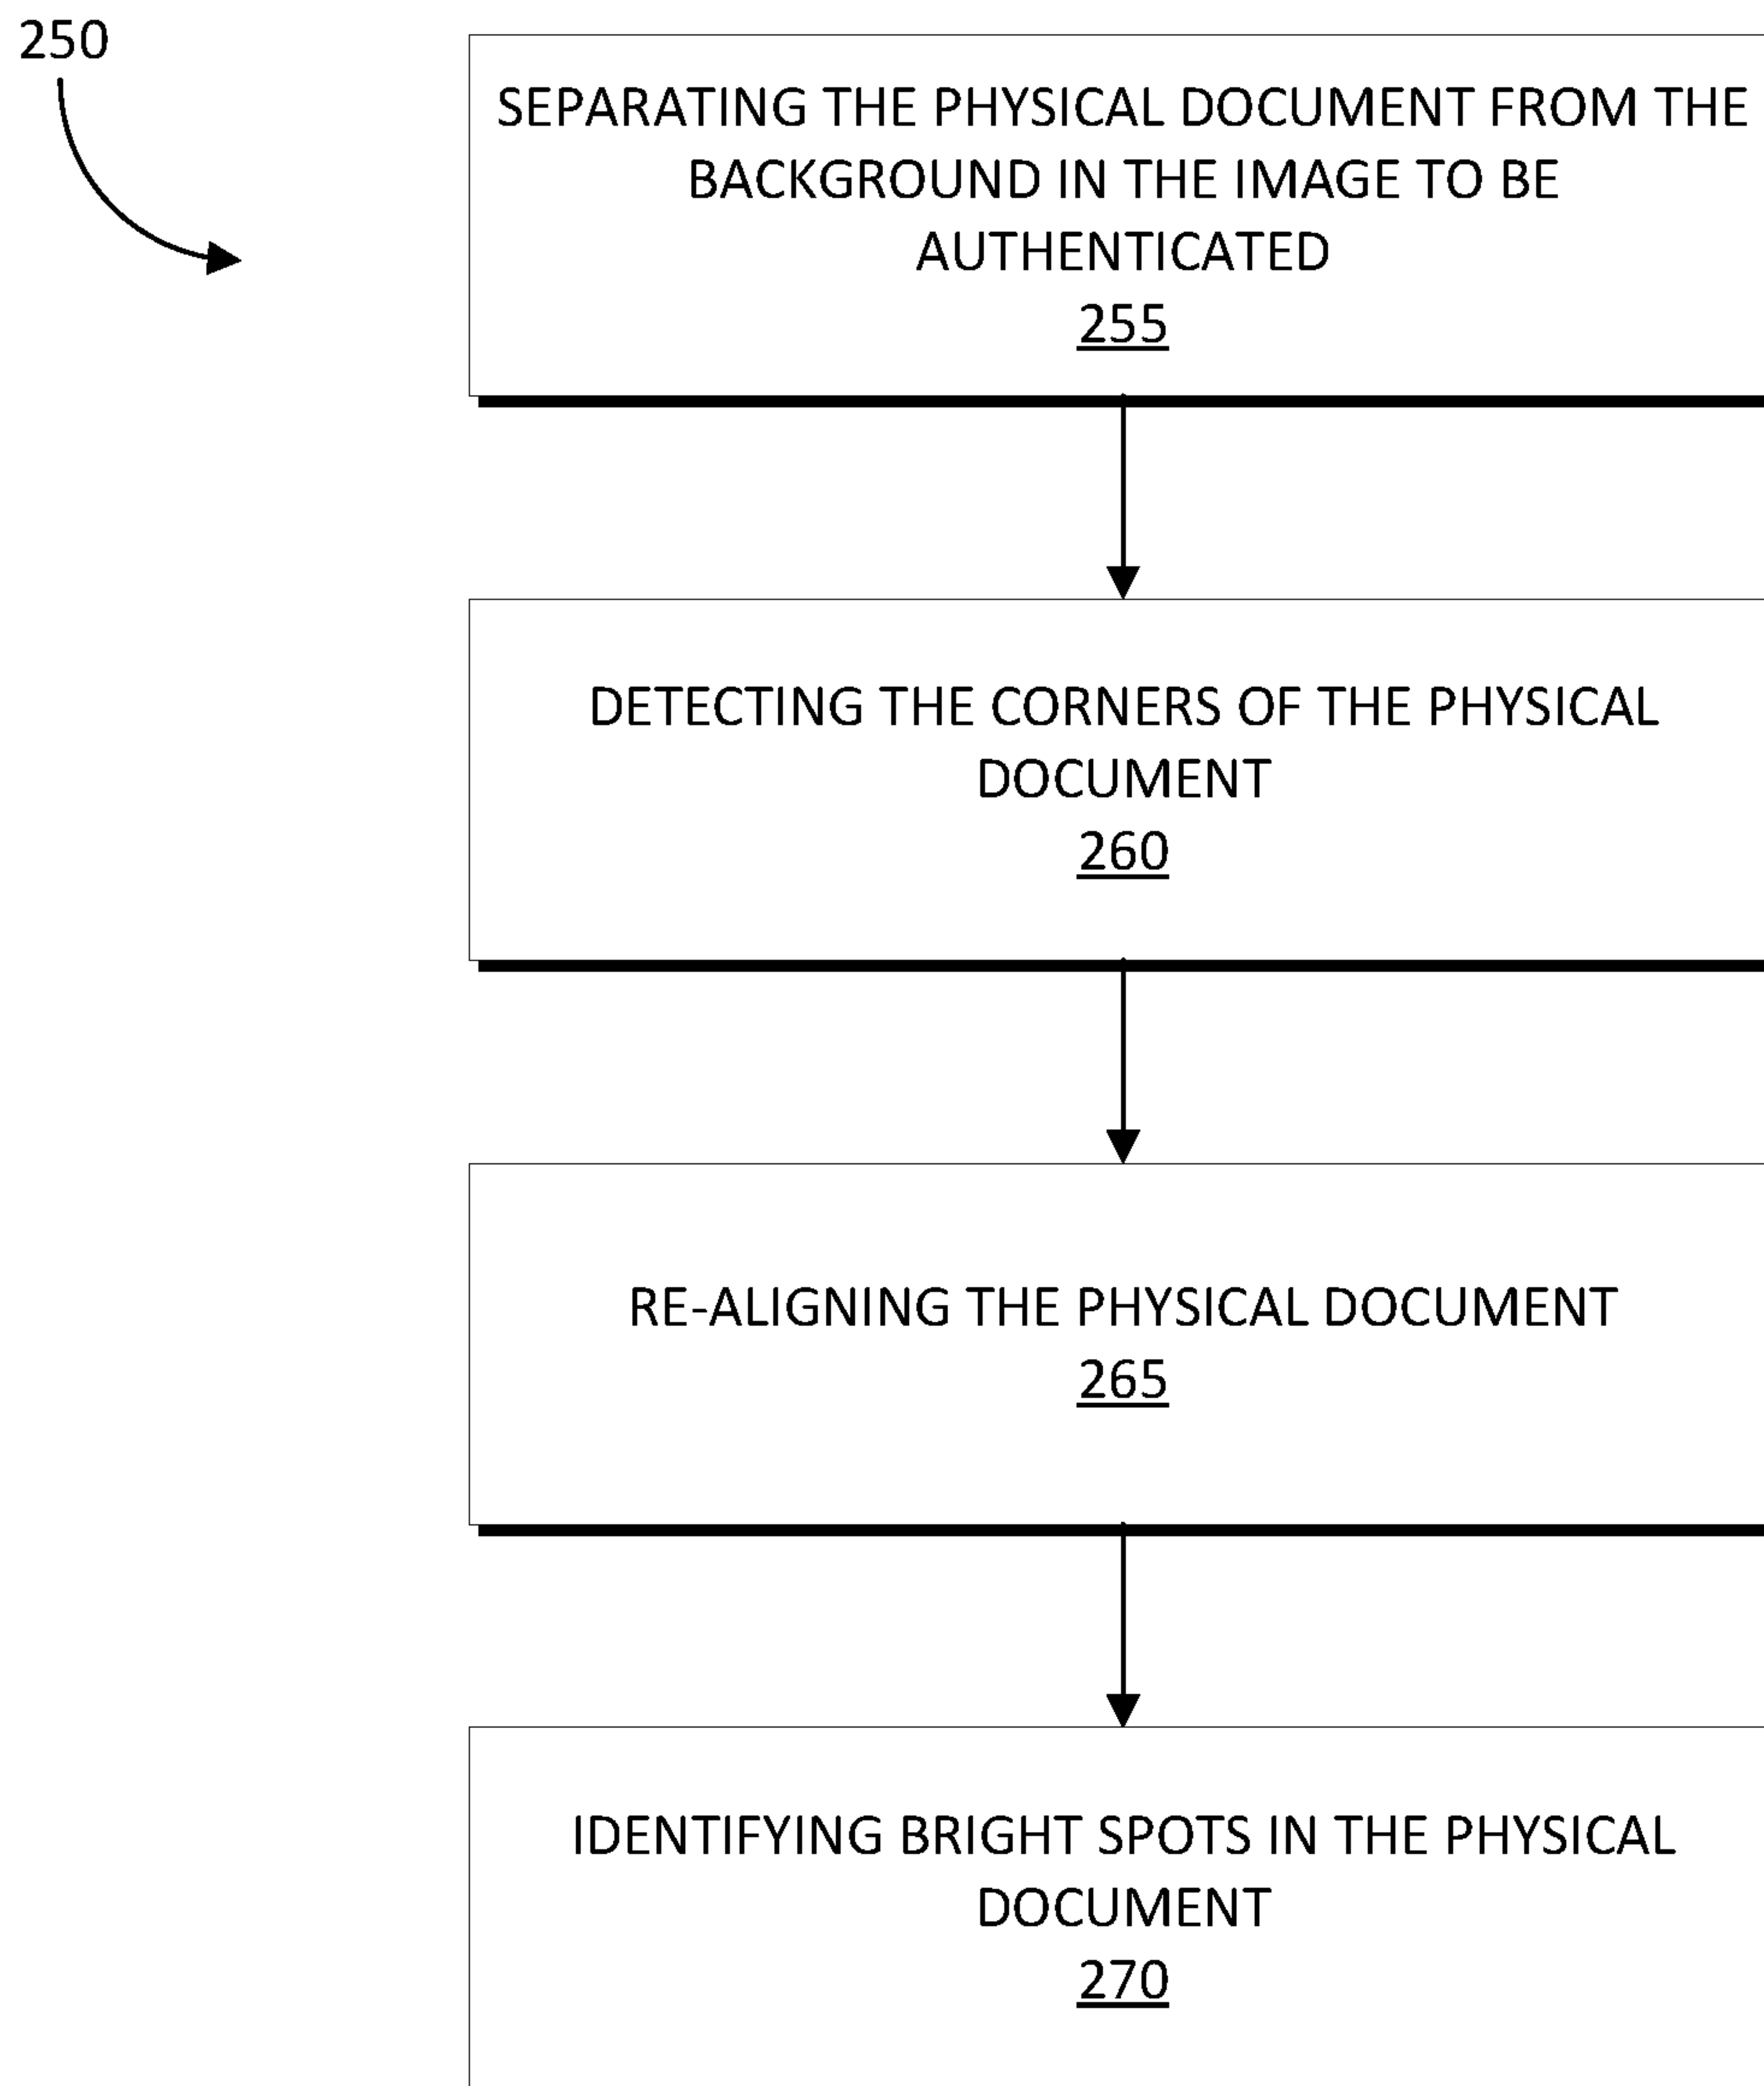 250
SEPARATING THE PHYSICAL DOCUMENT FROM THE
BACKGROUND IN THE IMAGE TO BE
AUTHENTICATED
255
DETECTING THE CORNERS OF THE PHYSICAL
DOCUMENT
260
RE-ALIGNING THE PHYSICAL DOCUMENT
265
IDENTIFYING BRIGHT SPOTS IN THE PHYSICAL
DOCUMENT
270